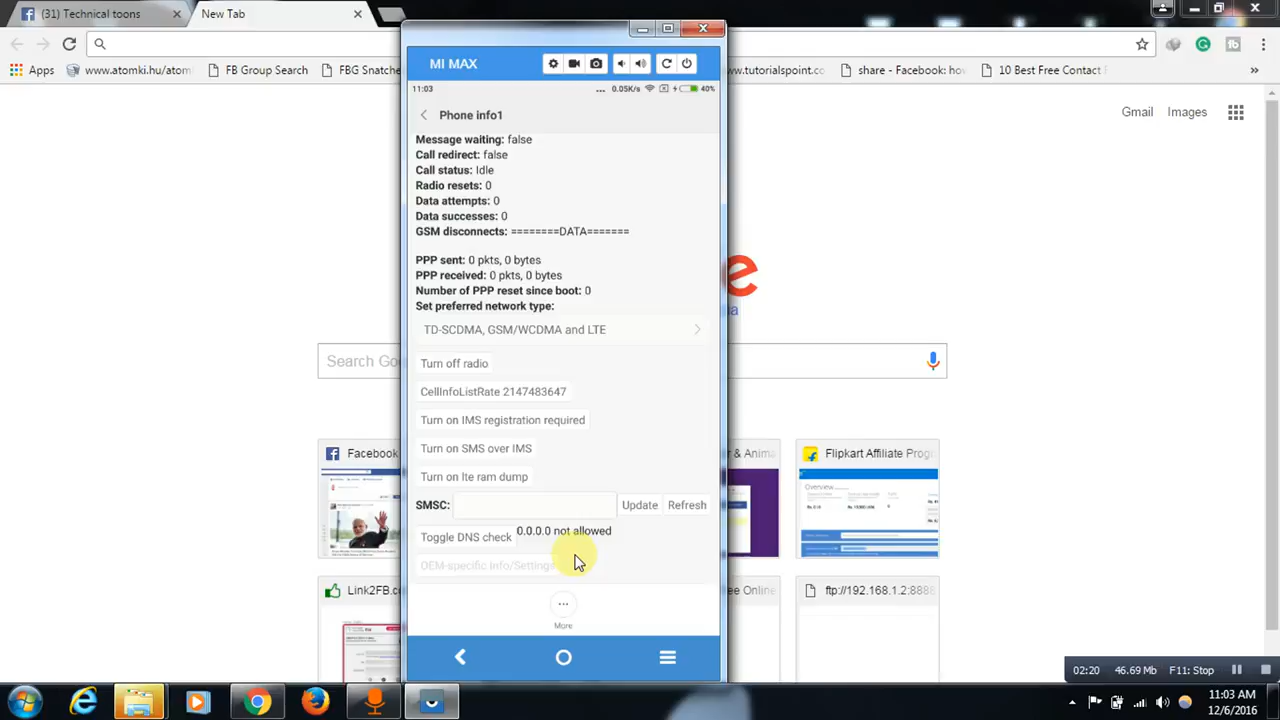 (31) Technical toons
New Tab
Apps
www.atomki.hu/atomk
FB Group Search
FBG Snatche
www.tutorialspoint.c
share - Facebook: how
10 Best Free Contact
Gmail
Images
MI MAX
11:03
... 0.05K/s 40%
Phone info1
Message waiting: false
Call redirect: false
Call status: Idle
Radio resets: 0
Data attempts: 0
Data successes: 0
GSM disconnects: ========DATA=======
PPP sent: 0 pkts, 0 bytes
PPP received: 0 pkts, 0 bytes
Number of PPP reset since boot: 0
Set preferred network type:
TD-SCDMA, GSM/WCDMA and LTE
Turn off radio
CellInfoListRate 2147483647
Turn on IMS registration required
Turn on SMS over IMS
Turn on lte ram dump
SMSC:
Update
Refresh
Toggle DNS check
0.0.0.0 not allowed
OEM-specific Info/Settings
More
Search Go
Facebook
r & Anima
Flipkart Affiliate Prog
Overview
Link2FB.c
ee Online
ftp://192.168.1.2:8888
02:20
46.69 Mb
F11: Stop
11:03 AM
12/6/2016